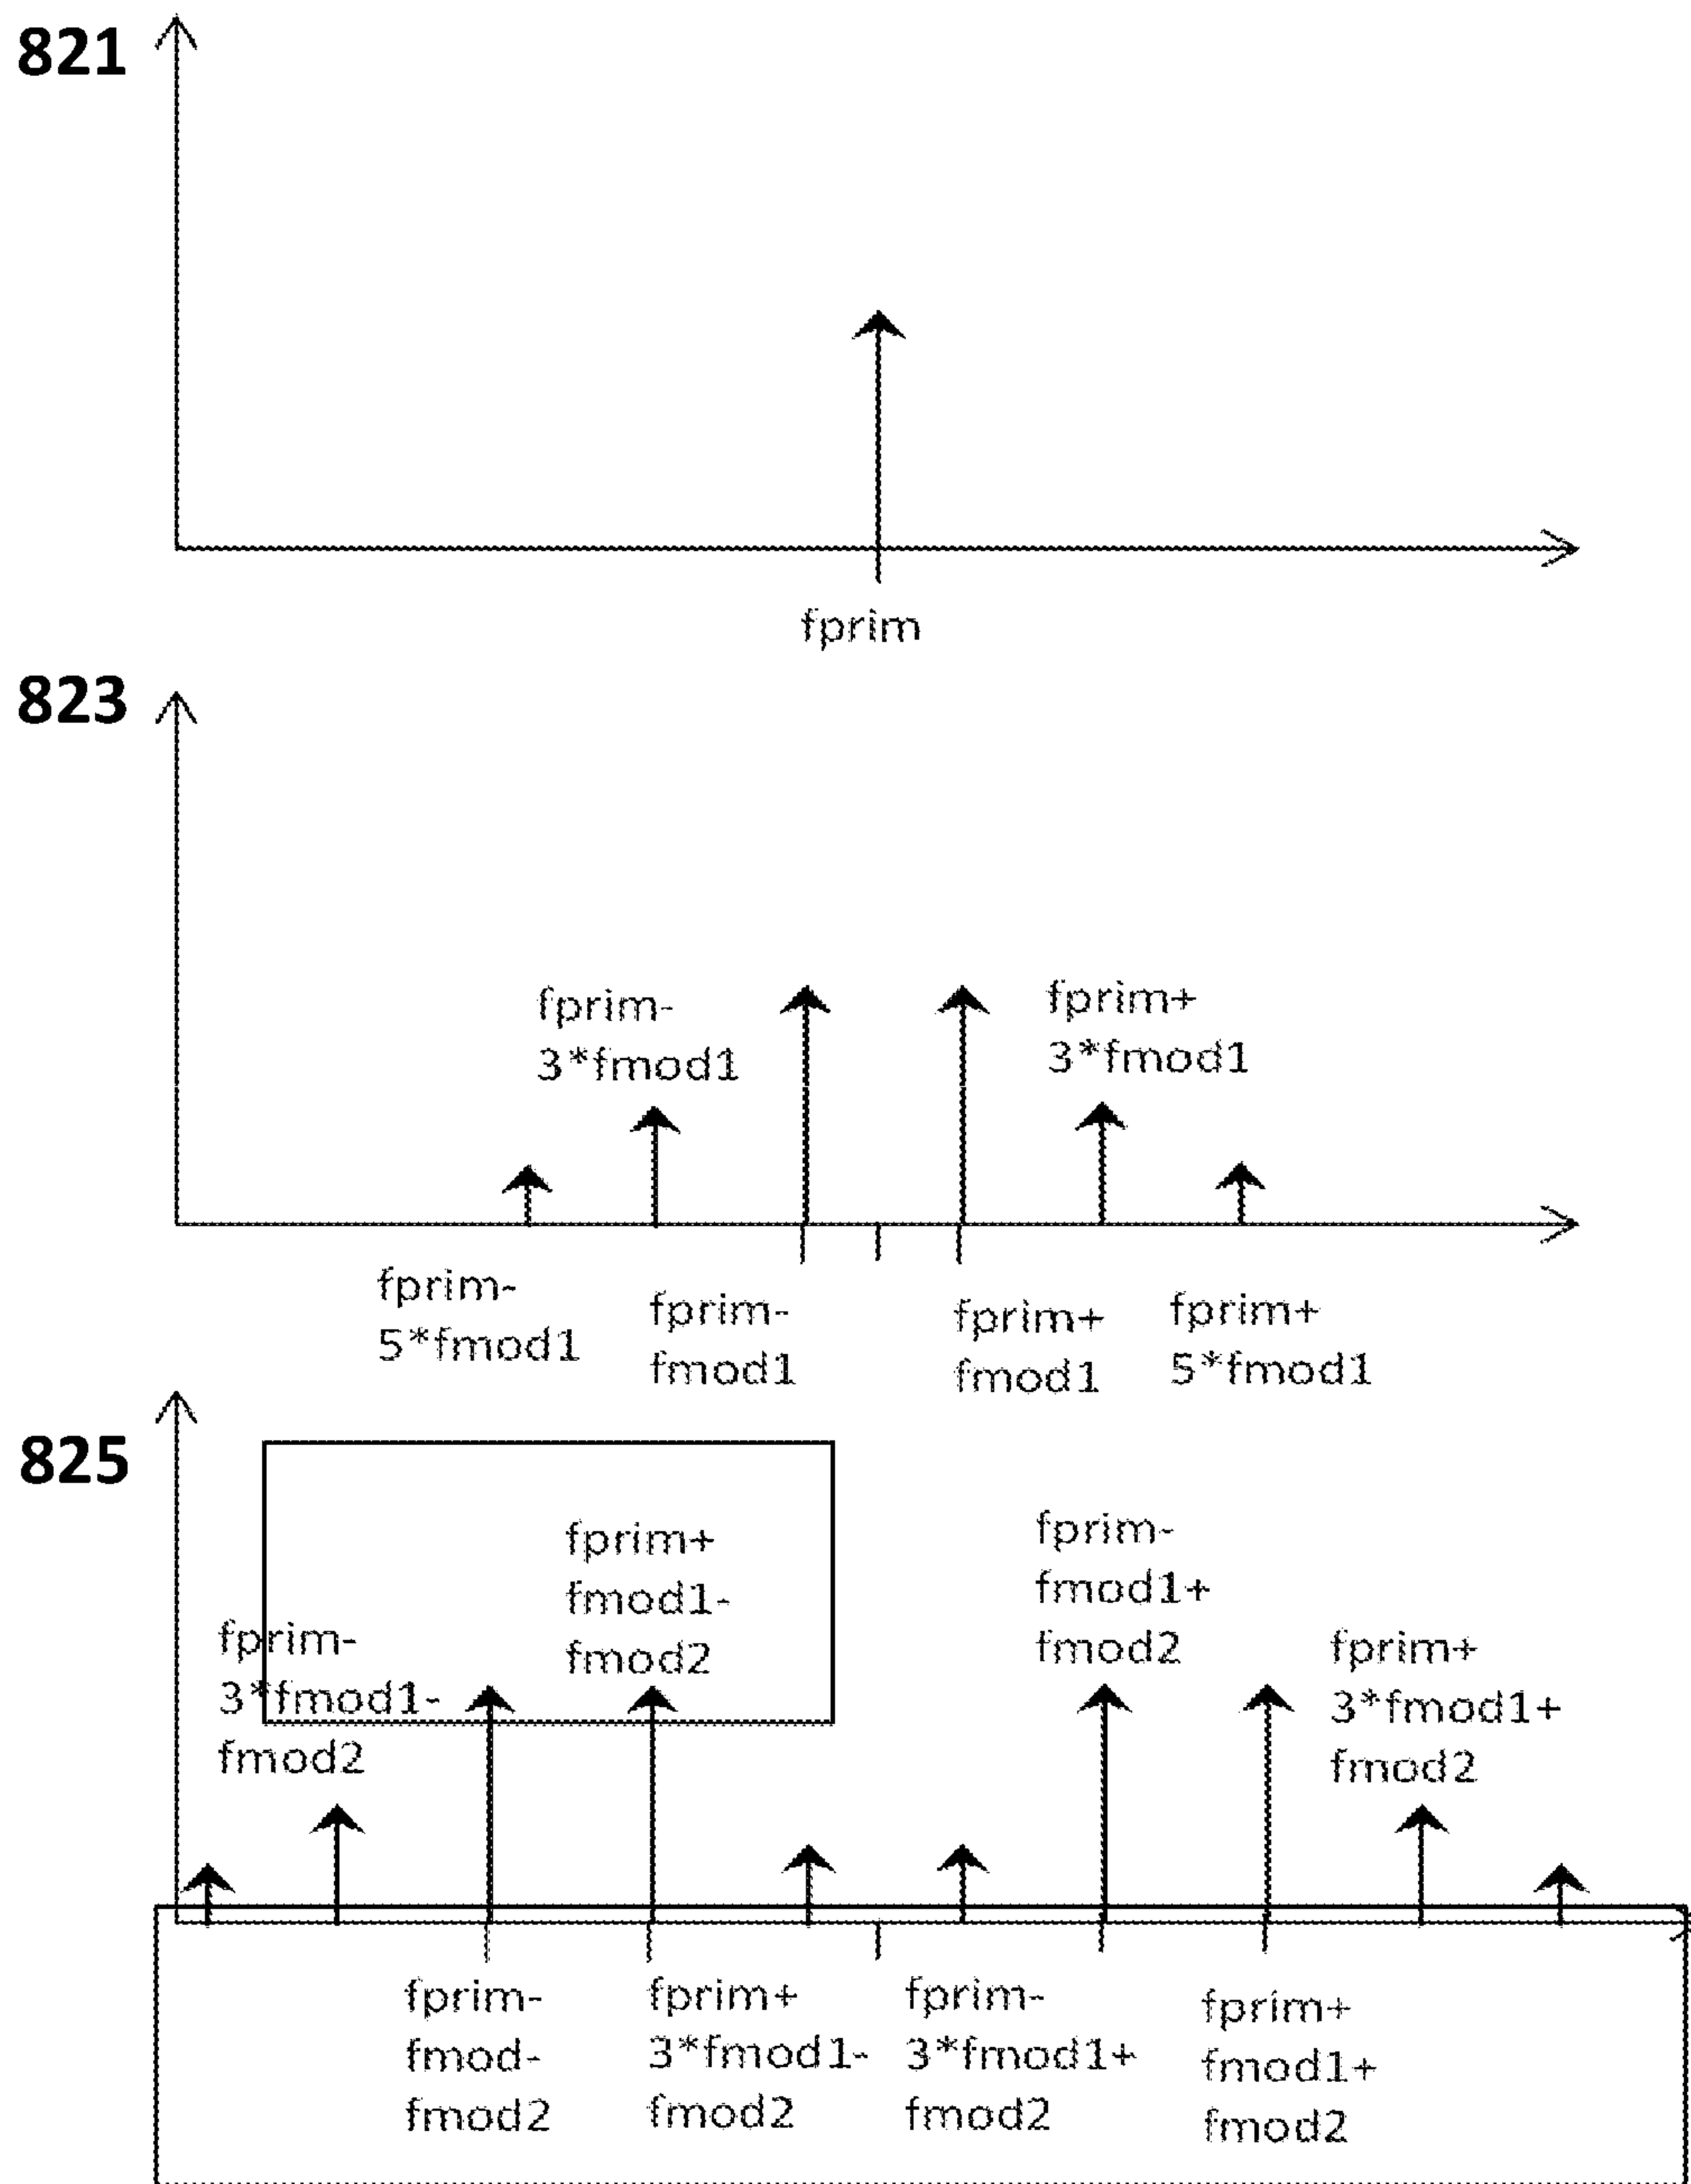 821
fprim
823
fprim-
3*fmod1
fprim+
3*fmod1
fprim-
5*fmod1
fprim-
fmod1
fprim+
fmod1
fprim+
5*fmod1
825
fprim-
3*fmod1-
fmod2
fprim+
fmod1-
fmod2
fprim-
fmod1+
fmod2
fprim+
3*fmod1+
fmod2
fprim-
fmod-
fmod2
fprim+
3*fmod1-
fmod2
fprim-
3*fmod1+
fmod2
fprim+
fmod1+
fmod2